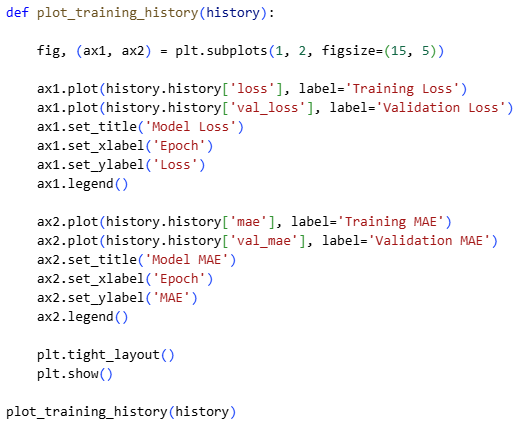 def plot_training_history(history):
    fig, (ax1, ax2) = plt.subplots(1, 2, figsize=(15, 5))
    ax1.plot(history.history['loss'], label='Training Loss')
    ax1.plot(history.history['val_loss'], label='Validation Loss')
    ax1.set_title('Model Loss')
    ax1.set_xlabel('Epoch')
    ax1.set_ylabel('Loss')
    ax1.legend()
    ax2.plot(history.history['mae'], label='Training MAE')
    ax2.plot(history.history['val_mae'], label='Validation MAE')
    ax2.set_title('Model MAE')
    ax2.set_xlabel('Epoch')
    ax2.set_ylabel('MAE')
    ax2.legend()
    plt.tight_layout()
    plt.show()
plot_training_history(history)